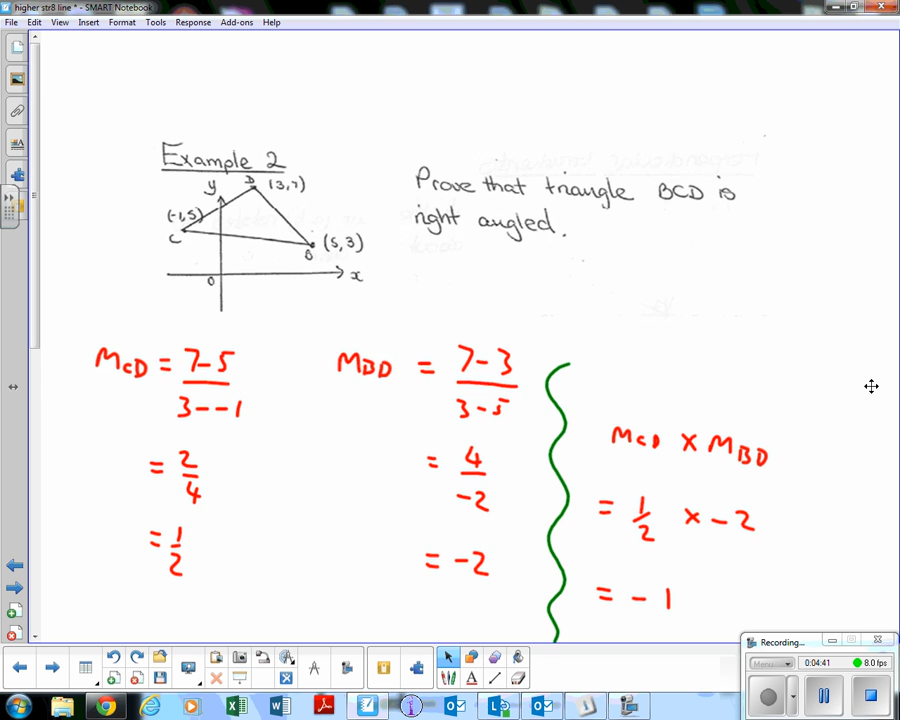 higher str8 line * - SMART Notebook
File Edit View Insert Format Tools Response Add-ons Help
Example 2
y
D (3,7)
(-1,5)
C
B (5,3)
0
x
Prove that triangle BCD is
right angled.
MCD = 7-5
3--1
= 2
4
= 1
2
MBD = 7-3
3-5
= 4
-2
= -2
MCD × MBD
= 1/2 × -2
= -1
Recording...
Menu
0:04:41
8.0 fps